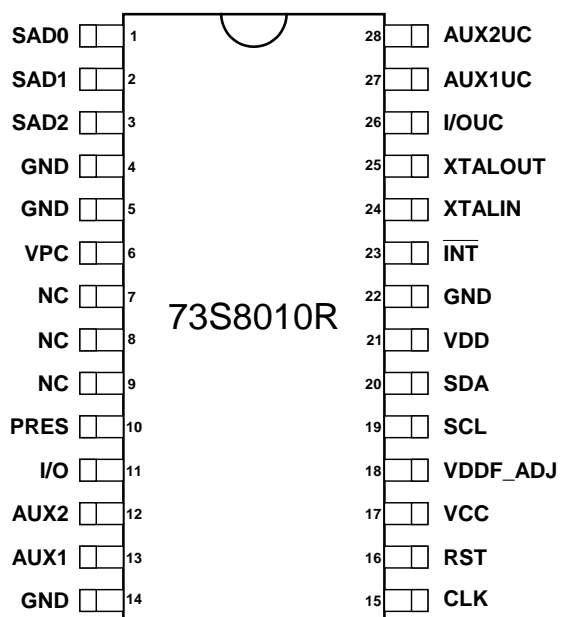 SAD0 1 28 AUX2UC
SAD1 2 27 AUX1UC
SAD2 3 26 I/OUC
GND 4 25 XTALOUT
GND 5 24 XTALIN
VPC 6 23 INT
NC 7 22 GND
73S8010R
NC 8 21 VDD
NC 9 20 SDA
PRES 10 19 SCL
I/O 11 18 VDDF_ADJ
AUX2 12 17 VCC
AUX1 13 16 RST
GND 14 15 CLK